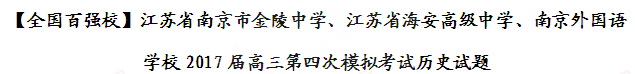 【全国百强校】江苏省南京市金陵中学、江苏省海安高级中学、南京外国语
学校 2017 届高三第四次模拟考试历史试题